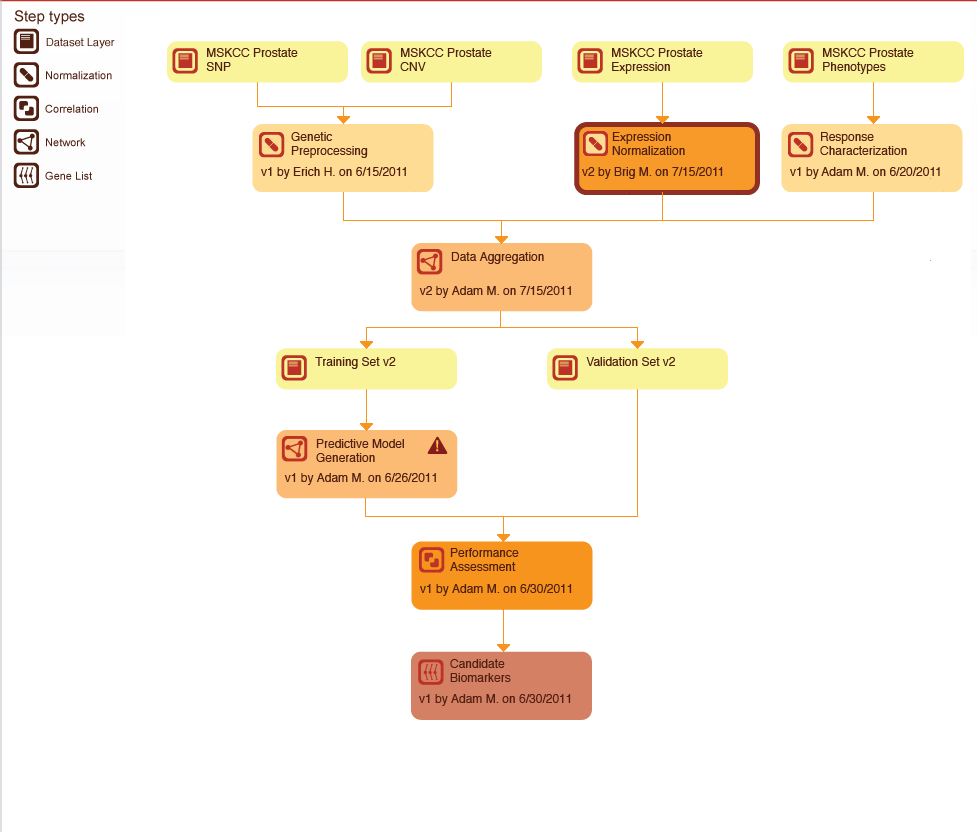 Step types
Dataset Layer
Normalization
Correlation
Network
Gene List
MSKCC Prostate
SNP
MSKCC Prostate
CNV
MSKCC Prostate
Expression
MSKCC Prostate
Phenotypes
Genetic
Preprocessing
v1 by Erich H. on 6/15/2011
Expression
Normalization
v2 by Brig M. on 7/15/2011
Response
Characterization
v1 by Adam M. on 6/20/2011
Data Aggregation
v2 by Adam M. on 7/15/2011
Training Set v2
Validation Set v2
Predictive Model
Generation
v1 by Adam M. on 6/26/2011
Performance
Assessment
v1 by Adam M. on 6/30/2011
Candidate
Biomarkers
v1 by Adam M. on 6/30/2011